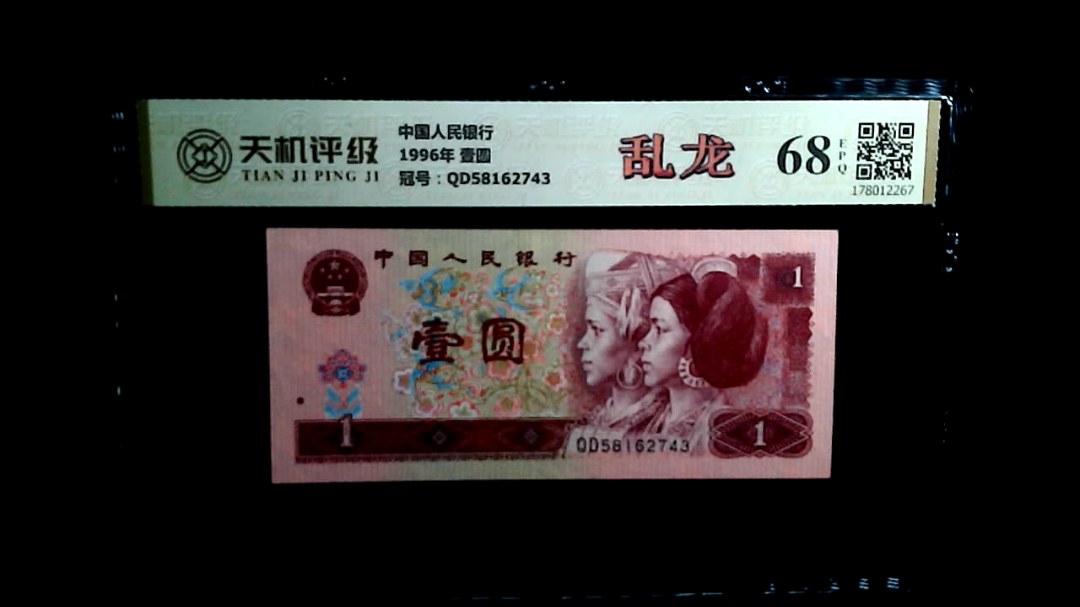 天机评级
TIAN JI PING JI
中国人民银行
1996年 壹圆
冠号：QD58162743
乱龙
68
EPQ
178012267
中国人民银行
1
壹圆
1
QD58162743
1